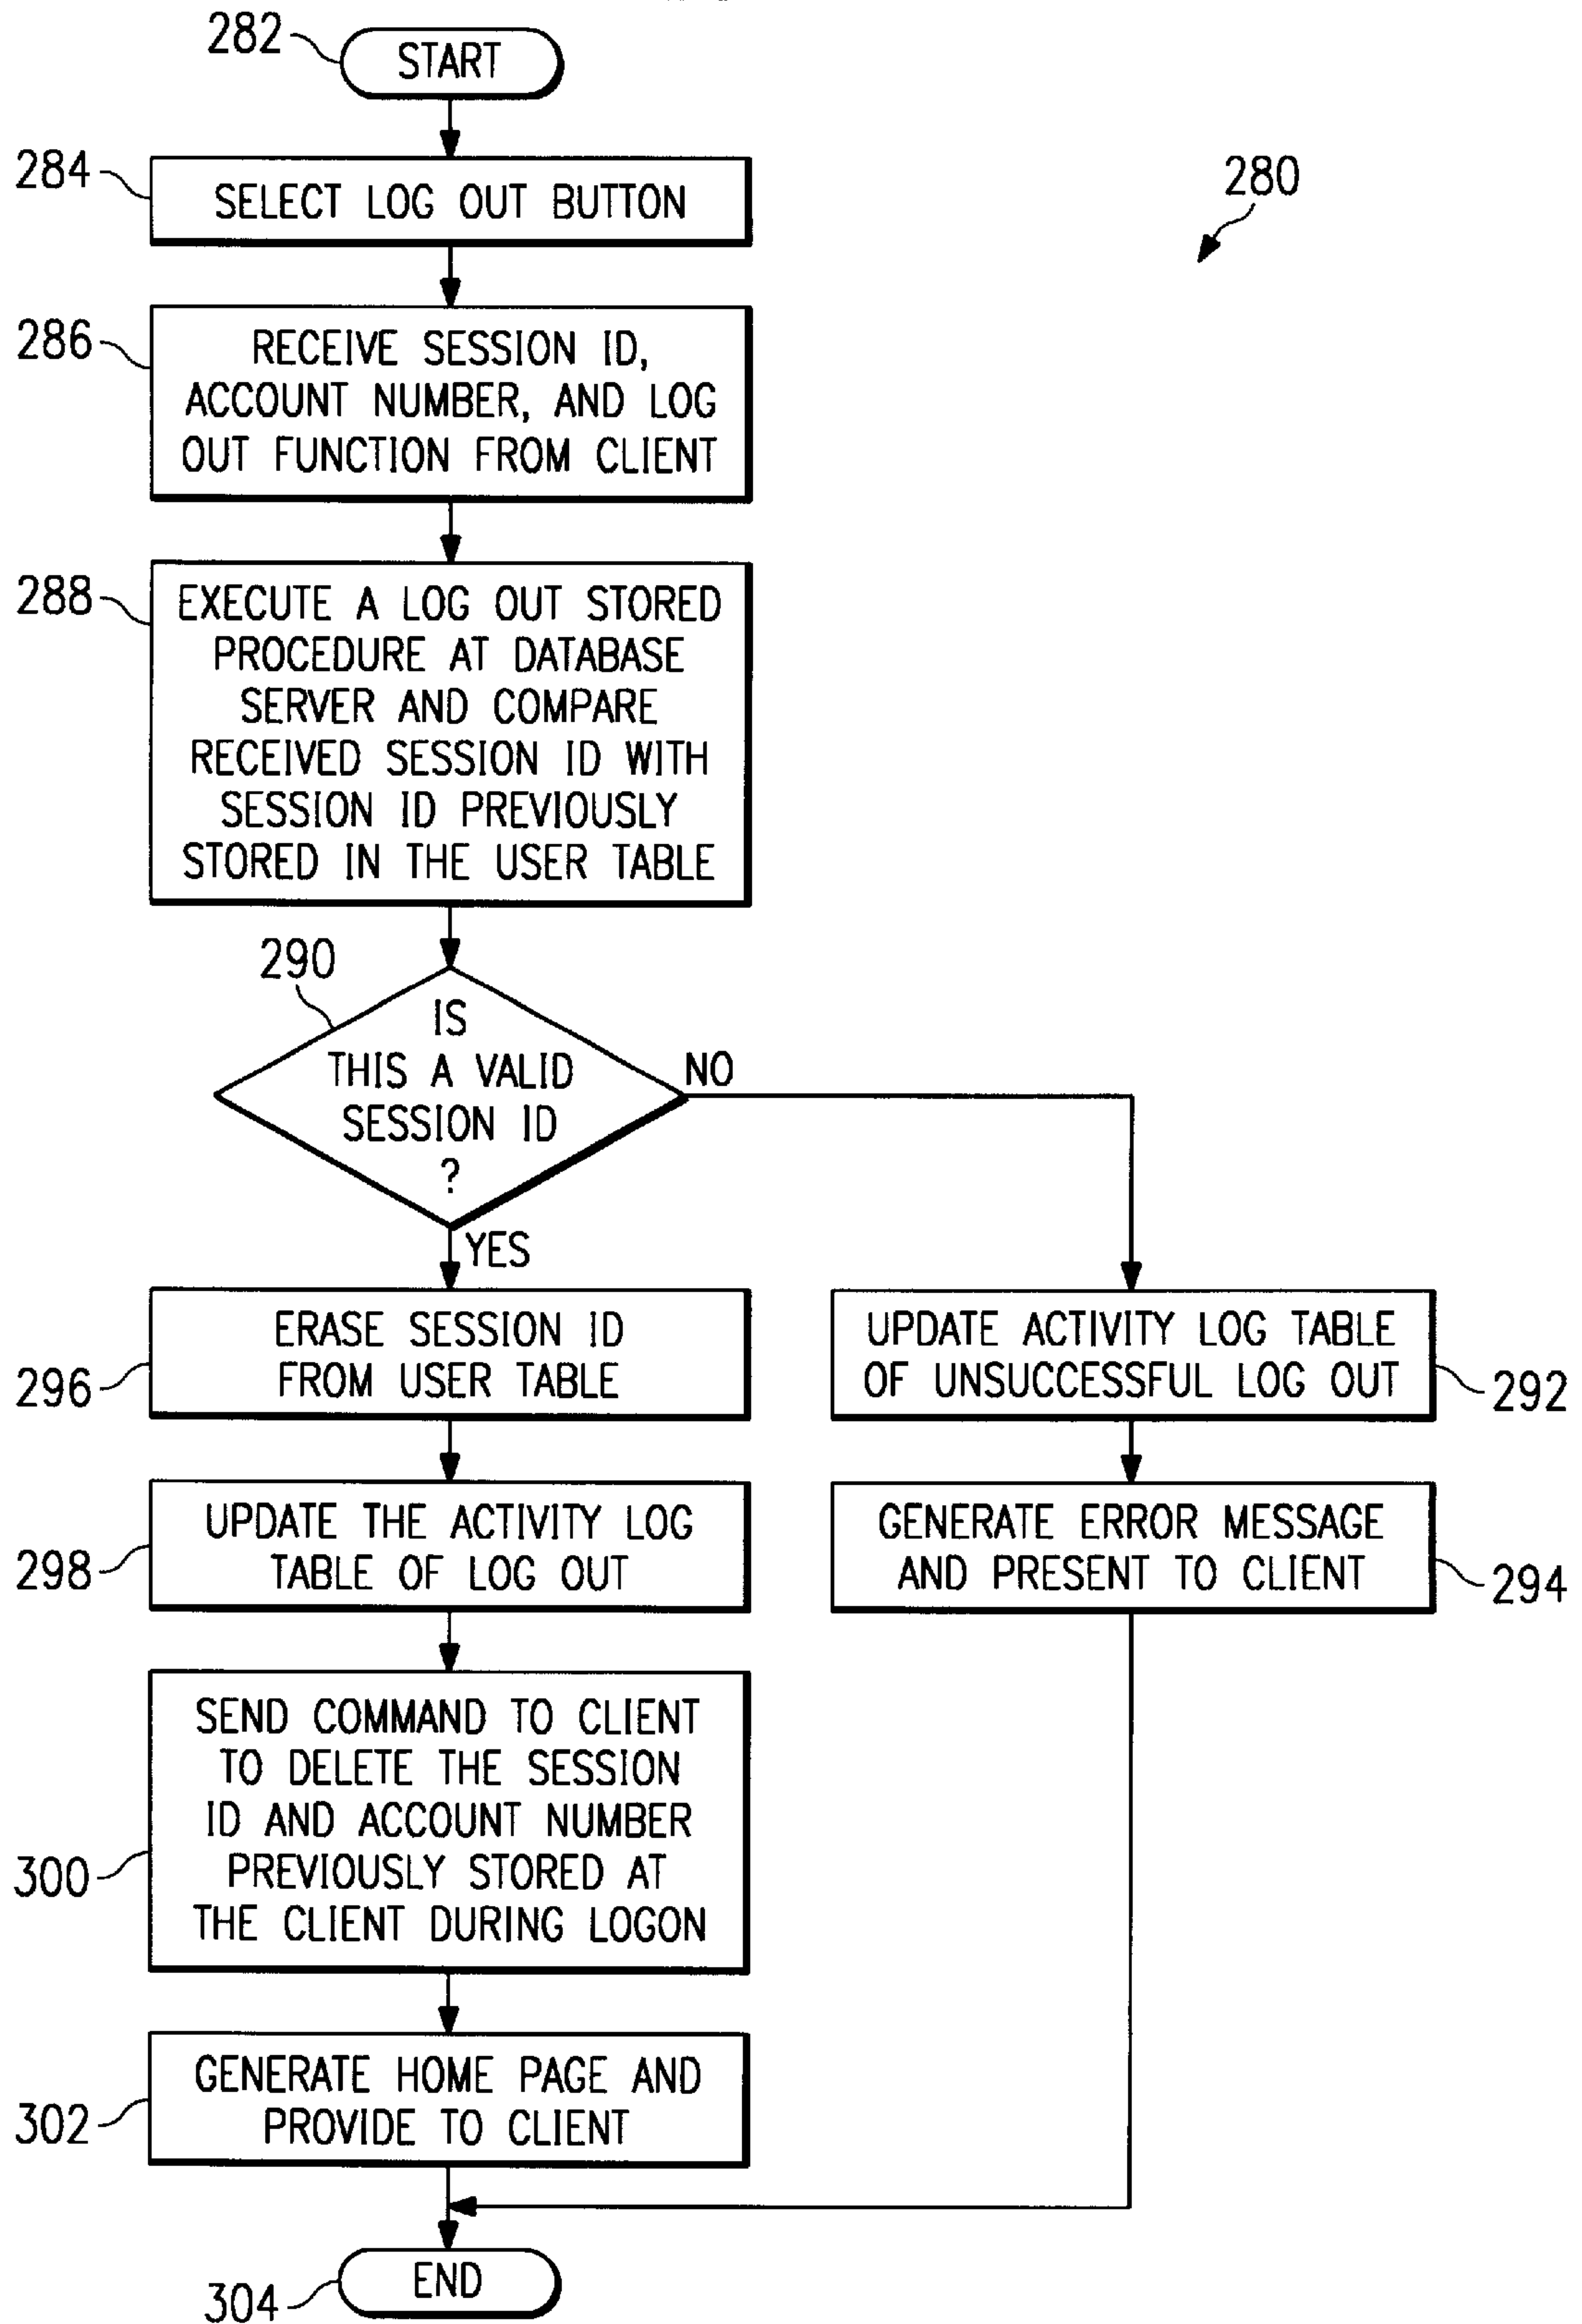 282
START
284
SELECT LOG OUT BUTTON
280
286
RECEIVE SESSION ID,
ACCOUNT NUMBER, AND LOG
OUT FUNCTION FROM CLIENT
288
EXECUTE A LOG OUT STORED
PROCEDURE AT DATABASE
SERVER AND COMPARE
RECEIVED SESSION ID WITH
SESSION ID PREVIOUSLY
STORED IN THE USER TABLE
290
IS
THIS A VALID
SESSION ID
?
NO
YES
296
ERASE SESSION ID
FROM USER TABLE
UPDATE ACTIVITY LOG TABLE
OF UNSUCCESSFUL LOG OUT
292
298
UPDATE THE ACTIVITY LOG
TABLE OF LOG OUT
GENERATE ERROR MESSAGE
AND PRESENT TO CLIENT
294
300
SEND COMMAND TO CLIENT
TO DELETE THE SESSION
ID AND ACCOUNT NUMBER
PREVIOUSLY STORED AT
THE CLIENT DURING LOGON
302
GENERATE HOME PAGE AND
PROVIDE TO CLIENT
304
END